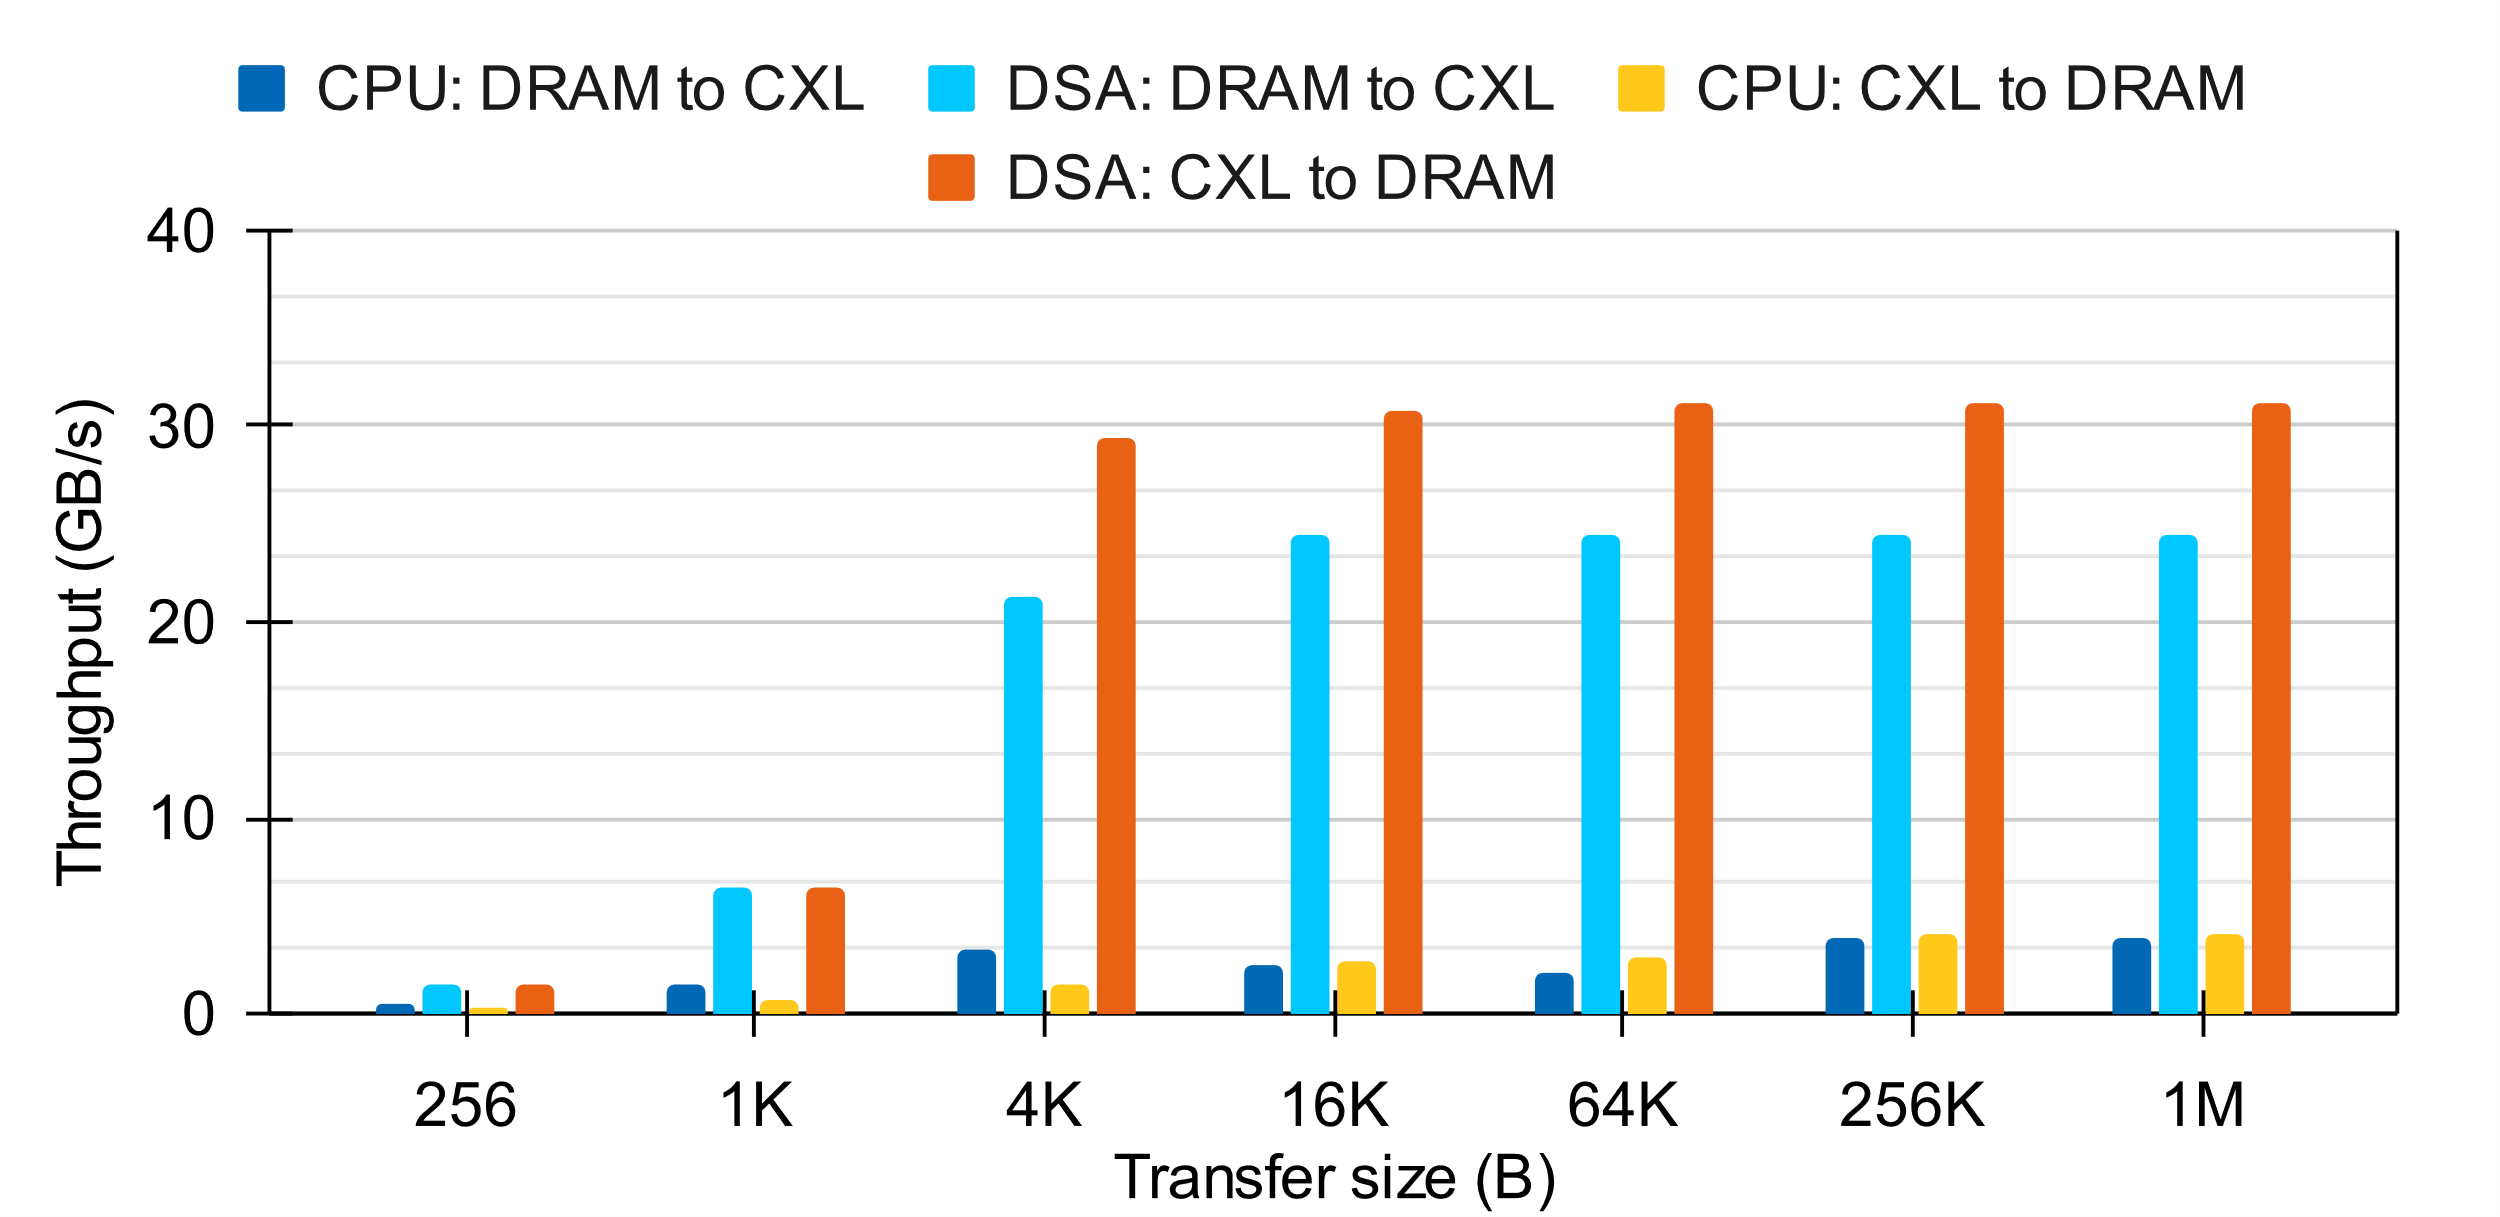 CPU: DRAM to CXL DSA: DRAM to CXL CPU: CXL to DRAM
DSA: CXL to DRAM
40
30
20
10
0
Throughput (GB/s)
256 1K 4K 16K 64K 256K 1M
Transfer size (B)